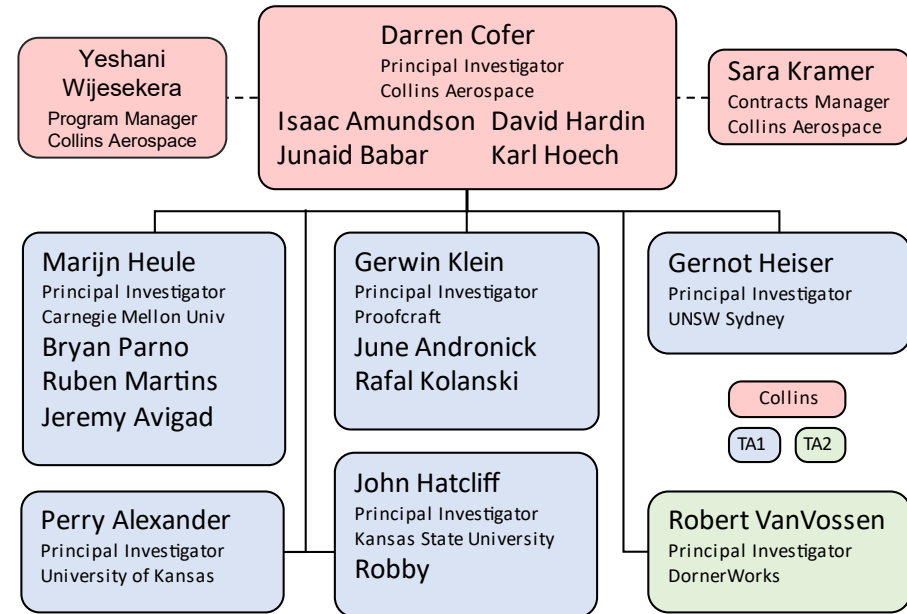 Yeshani
Wijesekera
Program Manager
Collins Aerospace
Darren Cofer
Principal Investigator
Collins Aerospace
Isaac Amundson David Hardin
Junaid Babar Karl Hoech
Sara Kramer
Contracts Manager
Collins Aerospace
Marijn Heule
Principal Investigator
Carnegie Mellon Univ
Bryan Parno
Ruben Martins
Jeremy Avigad
Gerwin Klein
Principal Investigator
Proofcraft
June Andronick
Rafal Kolanski
Gernot Heiser
Principal Investigator
UNSW Sydney
Collins
TA1 TA2
Perry Alexander
Principal Investigator
University of Kansas
John Hatcliff
Principal Investigator
Kansas State University
Robby
Robert VanVossen
Principal Investigator
DornerWorks